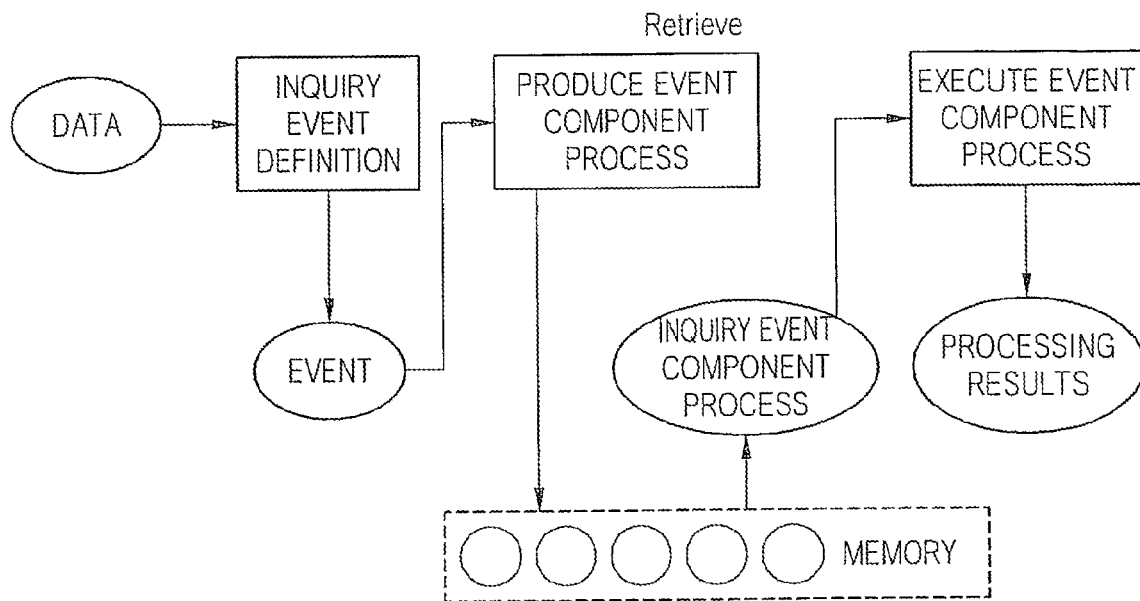 Retrieve
DATA
INQUIRY
EVENT
DEFINITION
PRODUCE EVENT
COMPONENT
PROCESS
EXECUTE EVENT
COMPONENT
PROCESS
EVENT
INQUIRY EVENT
COMPONENT
PROCESS
PROCESSING
RESULTS
MEMORY